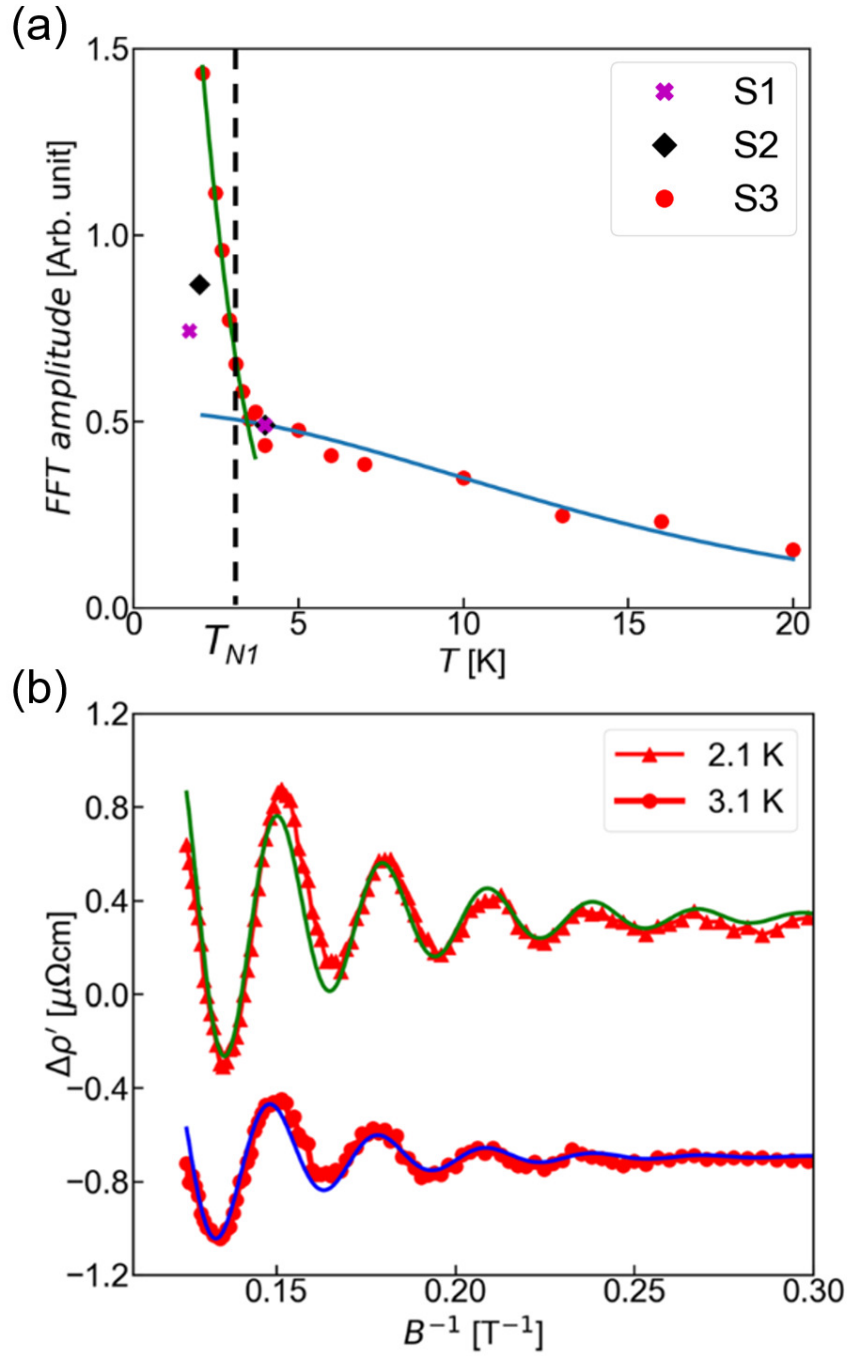 (a)
FFT amplitude [Arb. unit]
1.5
1.0
0.5
0.0
S1
S2
S3
0
5
10
15
20
T_N1
T [K]
(b)
Δρ′ [μΩcm]
1.2
0.8
0.4
0.0
−0.4
−0.8
−1.2
2.1 K
3.1 K
0.15
0.20
0.25
0.30
B⁻¹ [T⁻¹]